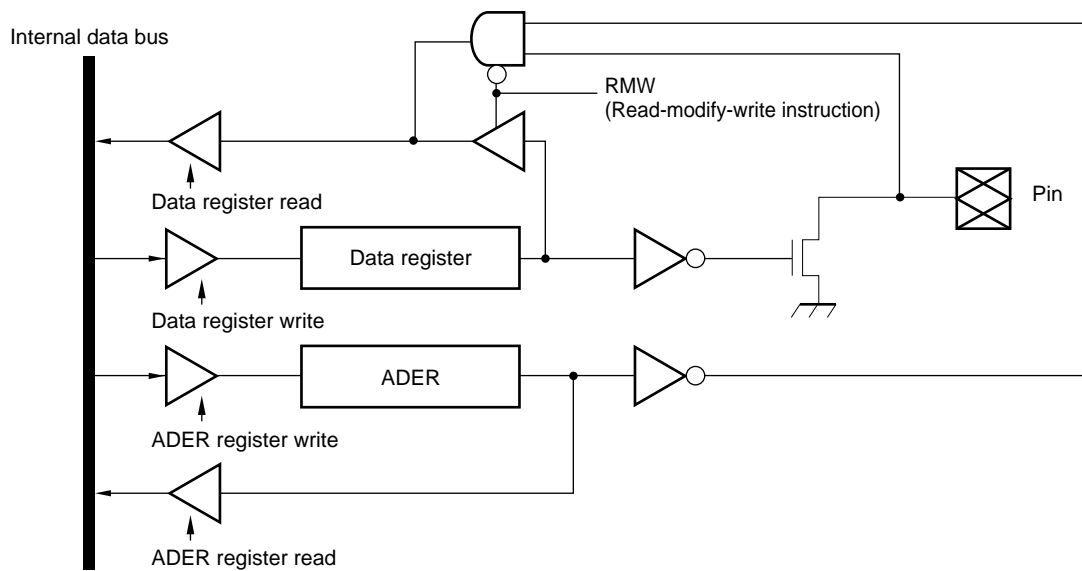 Internal data bus
RMW
(Read-modify-write instruction)
Data register read
Pin
Data register
Data register write
ADER
ADER register write
ADER register read